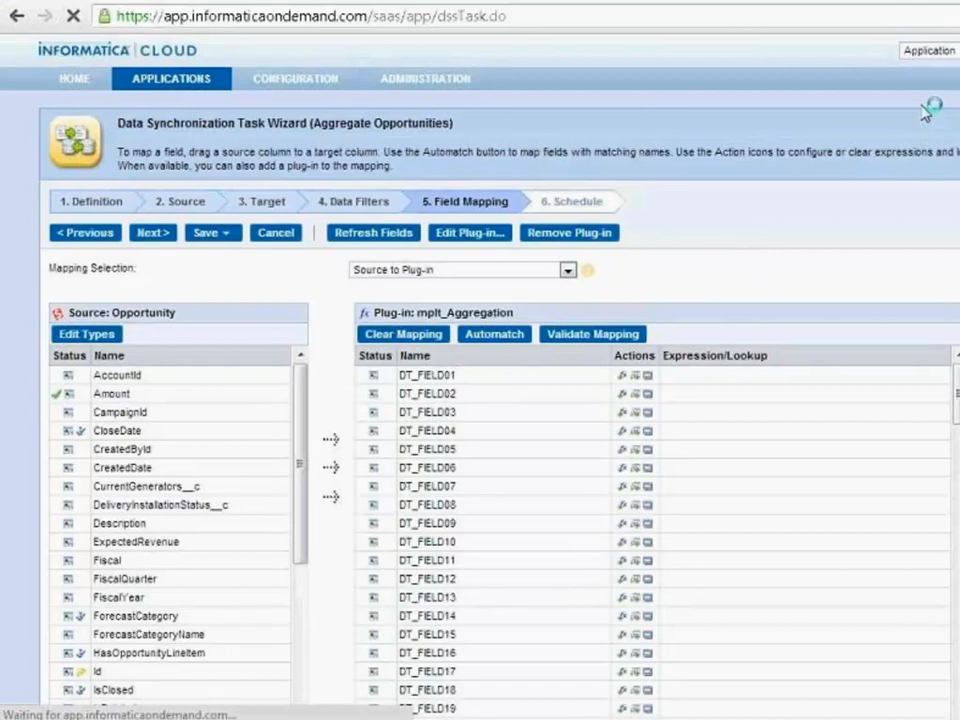 https://app.informaticaondemand.com/saas/app/dssTask.do
INFORMATICA | CLOUD
Application
HOME APPLICATIONS CONFIGURATION ADMINISTRATION
Data Synchronization Task Wizard (Aggregate Opportunities)
To map a field, drag a source column to a target column. Use the Automatch button to map fields with matching names. Use the Action icons to configure or clear expressions and
When available, you can also add a plug-in to the mapping.
1. Definition 2. Source 3. Target 4. Data Filters 5. Field Mapping 6. Schedule
< Previous Next > Save Cancel | Refresh Fields Edit Plug-in... Remove Plug-in
Mapping Selection: Source to Plug-in
Source: Opportunity Plug-in: mplt_Aggregation
Edit Types Clear Mapping Automatch Validate Mapping
Status Name Status Name Actions Expression/Lookup
AccountId DT_FIELD01
Amount DT_FIELD02
CampaignId DT_FIELD03
CloseDate DT_FIELD04
CreatedById DT_FIELD05
CreatedDate DT_FIELD06
CurrentGenerators__c DT_FIELD07
DeliveryInstallationStatus__c DT_FIELD08
Description DT_FIELD09
ExpectedRevenue DT_FIELD10
Fiscal DT_FIELD11
FiscalQuarter DT_FIELD12
FiscalYear DT_FIELD13
ForecastCategory DT_FIELD14
ForecastCategoryName DT_FIELD15
HasOpportunityLineItem DT_FIELD16
Id DT_FIELD17
IsClosed DT_FIELD18
DT_FIELD19
Waiting for app.informaticaondemand.com...